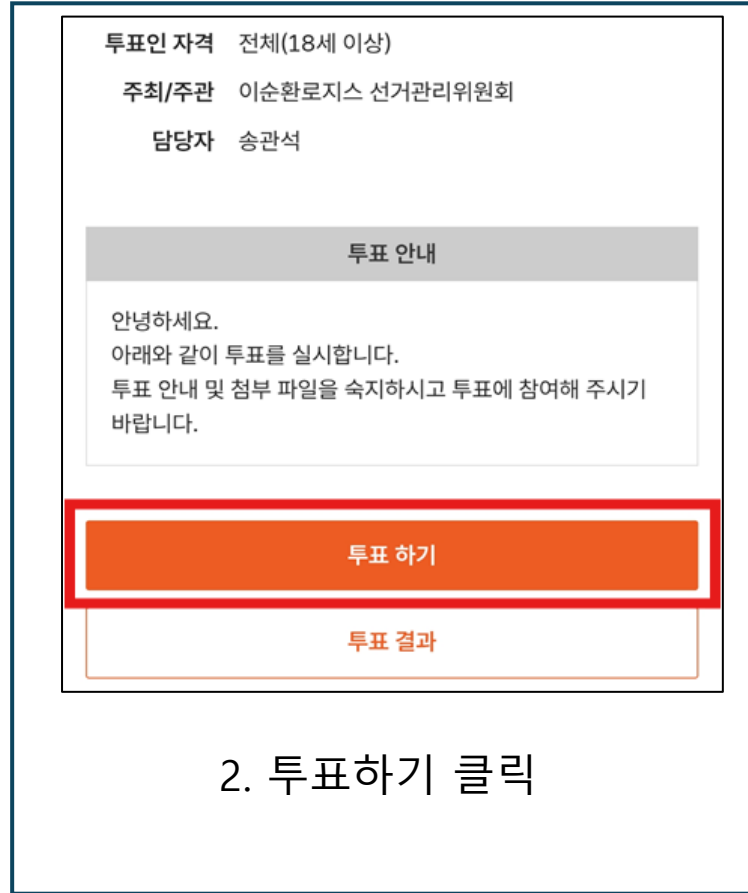 투표인 자격 전체(18세 이상)
주최/주관 이순환로지스 선거관리위원회
담당자 송관석
투표 안내
안녕하세요.
아래와 같이 투표를 실시합니다.
투표 안내 및 첨부 파일을 숙지하시고 투표에 참여해 주시기
바랍니다.
투표 하기
투표 결과
2. 투표하기 클릭